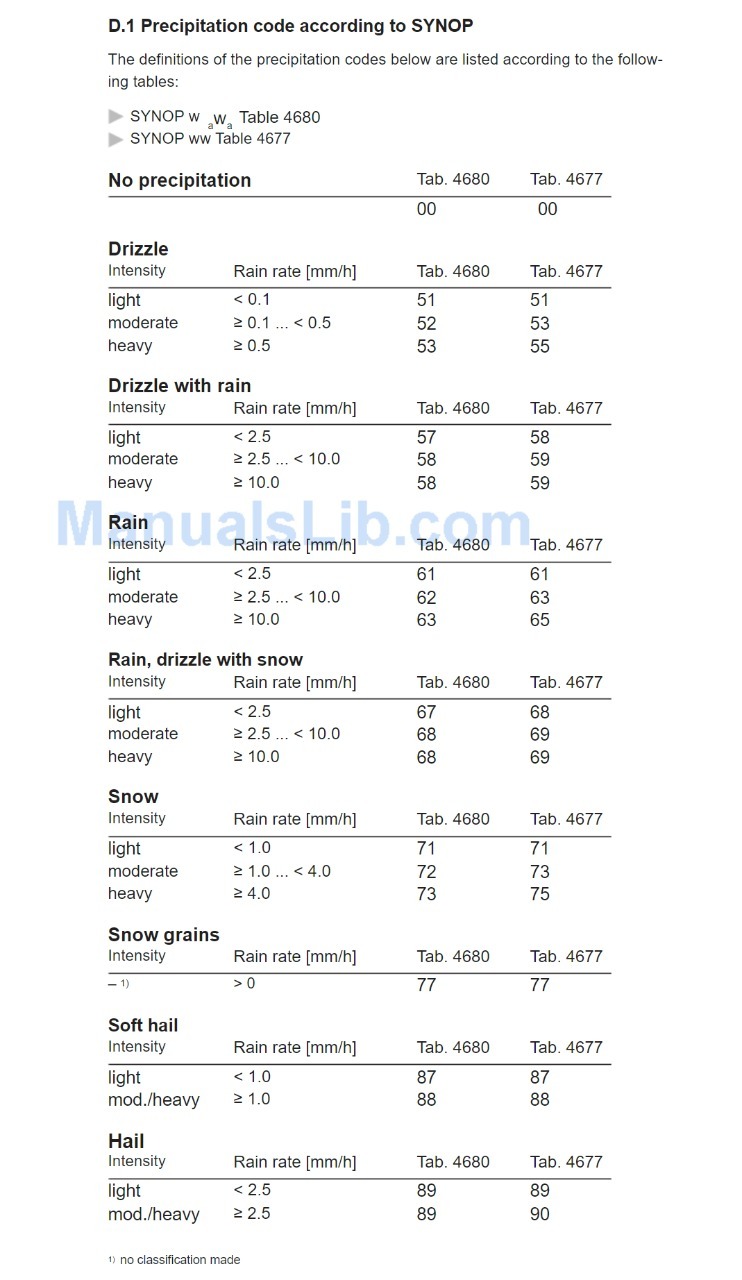 D.1 Precipitation code according to SYNOP
The definitions of the precipitation codes below are listed according to the follow-
ing tables:
SYNOP w a w a Table 4680
SYNOP ww Table 4677
No precipitation Tab. 4680 Tab. 4677
00 00
Drizzle
Intensity Rain rate [mm/h] Tab. 4680 Tab. 4677
light < 0.1 51 51
moderate ≥ 0.1 ... < 0.5 52 53
heavy ≥ 0.5 53 55
Drizzle with rain
Intensity Rain rate [mm/h] Tab. 4680 Tab. 4677
light < 2.5 57 58
moderate ≥ 2.5 ... < 10.0 58 59
heavy ≥ 10.0 58 59
ManualsLib.com
Rain
Intensity Rain rate [mm/h] Tab. 4680 Tab. 4677
light < 2.5 61 61
moderate ≥ 2.5 ... < 10.0 62 63
heavy ≥ 10.0 63 65
Rain, drizzle with snow
Intensity Rain rate [mm/h] Tab. 4680 Tab. 4677
light < 2.5 67 68
moderate ≥ 2.5 ... < 10.0 68 69
heavy ≥ 10.0 68 69
Snow
Intensity Rain rate [mm/h] Tab. 4680 Tab. 4677
light < 1.0 71 71
moderate ≥ 1.0 ... < 4.0 72 73
heavy ≥ 4.0 73 75
Snow grains
Intensity Rain rate [mm/h] Tab. 4680 Tab. 4677
– 1) > 0 77 77
Soft hail
Intensity Rain rate [mm/h] Tab. 4680 Tab. 4677
light < 1.0 87 87
mod./heavy ≥ 1.0 88 88
Hail
Intensity Rain rate [mm/h] Tab. 4680 Tab. 4677
light < 2.5 89 89
mod./heavy ≥ 2.5 89 90
1) no classification made